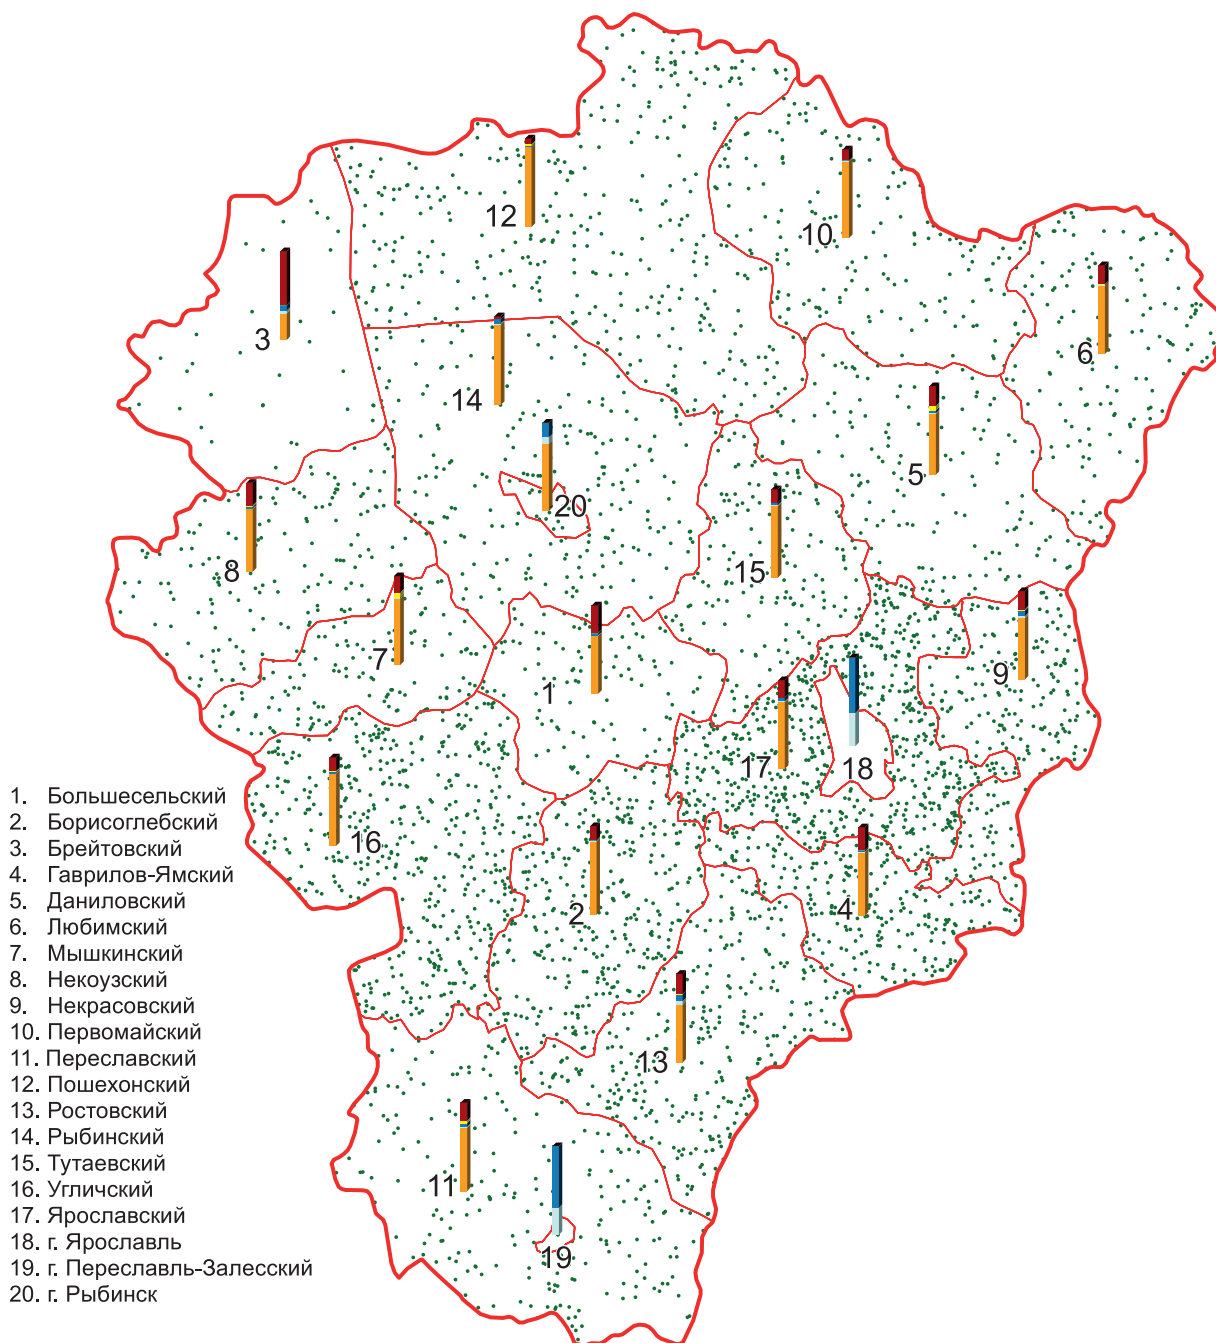 12
10
3
6
14
5
20
8
15
7
1
9
17
18
16
2
4
13
11
19
1. Большесельский
2. Борисоглебский
3. Брейтовский
4. Гаврилов-Ямский
5. Даниловский
6. Любимский
7. Мышкинский
8. Некоузский
9. Некрасовский
10. Первомайский
11. Переславский
12. Пошехонский
13. Ростовский
14. Рыбинский
15. Тутаевский
16. Угличский
17. Ярославский
18. г. Ярославль
19. г. Переславль-Залесский
20. г. Рыбинск